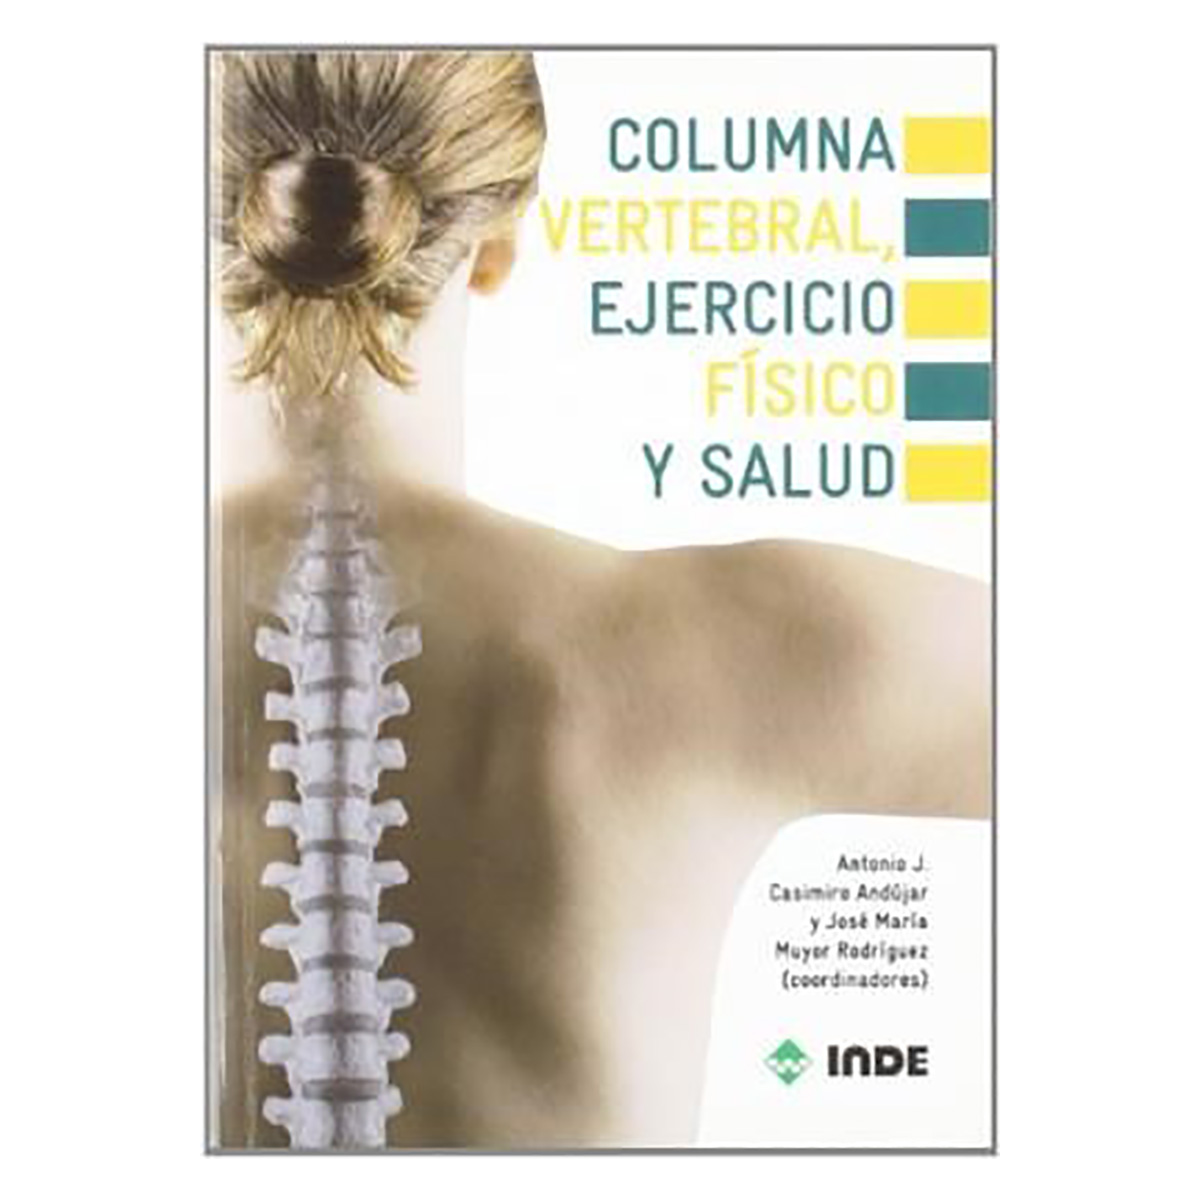 COLUMNA
VERTEBRAL,
EJERCICIO
FÍSICO
Y SALUD
Antonio J.
Casimiro Andújar
y José María
Muyor Rodríguez
(coordinadores)
INDE